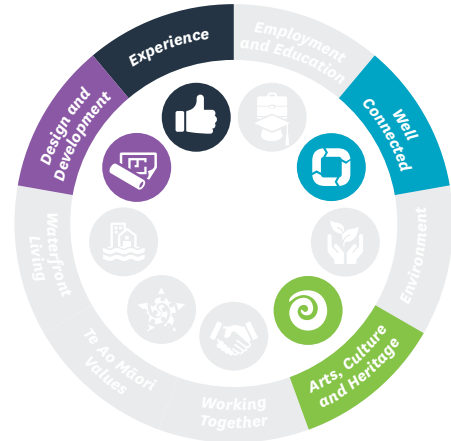 Experience
Employment
and Education
Well
Connected
Environment
Arts, Culture
and Heritage
Working
Together
Te Ao Māori
Values
Waterfront
Living
Design and
Development